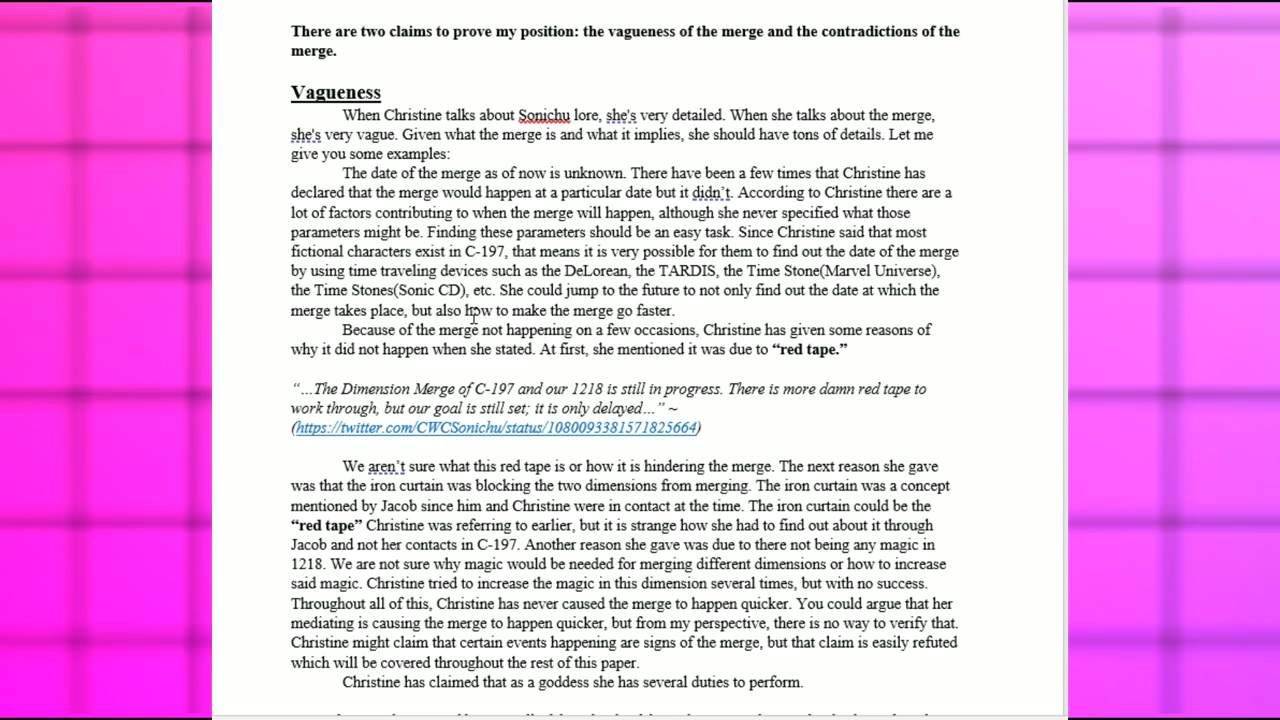 There are two claims to prove my position: the vagueness of the merge and the contradictions of the
merge.
Vagueness
When Christine talks about Sonichu lore, she's very detailed. When she talks about the merge,
she's very vague. Given what the merge is and what it implies, she should have tons of details. Let me
give you some examples:
The date of the merge as of now is unknown. There have been a few times that Christine has
declared that the merge would happen at a particular date but it didn't. According to Christine there are a
lot of factors contributing to when the merge will happen, although she never specified what those
parameters might be. Finding these parameters should be an easy task. Since Christine said that most
fictional characters exist in C-197, that means it is very possible for them to find out the date of the merge
by using time traveling devices such as the DeLorean, the TARDIS, the Time Stone(Marvel Universe),
the Time Stones(Sonic CD), etc. She could jump to the future to not only find out the date at which the
merge takes place, but also how to make the merge go faster.
Because of the merge not happening on a few occasions, Christine has given some reasons of
why it did not happen when she stated. At first, she mentioned it was due to “red tape.”
“…The Dimension Merge of C-197 and our 1218 is still in progress. There is more damn red tape to
work through, but our goal is still set; it is only delayed…” ~
(https://twitter.com/CWCSonichu/status/1080093381571825664)
We aren't sure what this red tape is or how it is hindering the merge. The next reason she gave
was that the iron curtain was blocking the two dimensions from merging. The iron curtain was a concept
mentioned by Jacob since him and Christine were in contact at the time. The iron curtain could be the
“red tape” Christine was referring to earlier, but it is strange how she had to find out about it through
Jacob and not her contacts in C-197. Another reason she gave was due to there not being any magic in
1218. We are not sure why magic would be needed for merging different dimensions or how to increase
said magic. Christine tried to increase the magic in this dimension several times, but with no success.
Throughout all of this, Christine has never caused the merge to happen quicker. You could argue that her
mediating is causing the merge to happen quicker, but from my perspective, there is no way to verify that.
Christine might claim that certain events happening are signs of the merge, but that claim is easily refuted
which will be covered throughout the rest of this paper.
Christine has claimed that as a goddess she has several duties to perform.